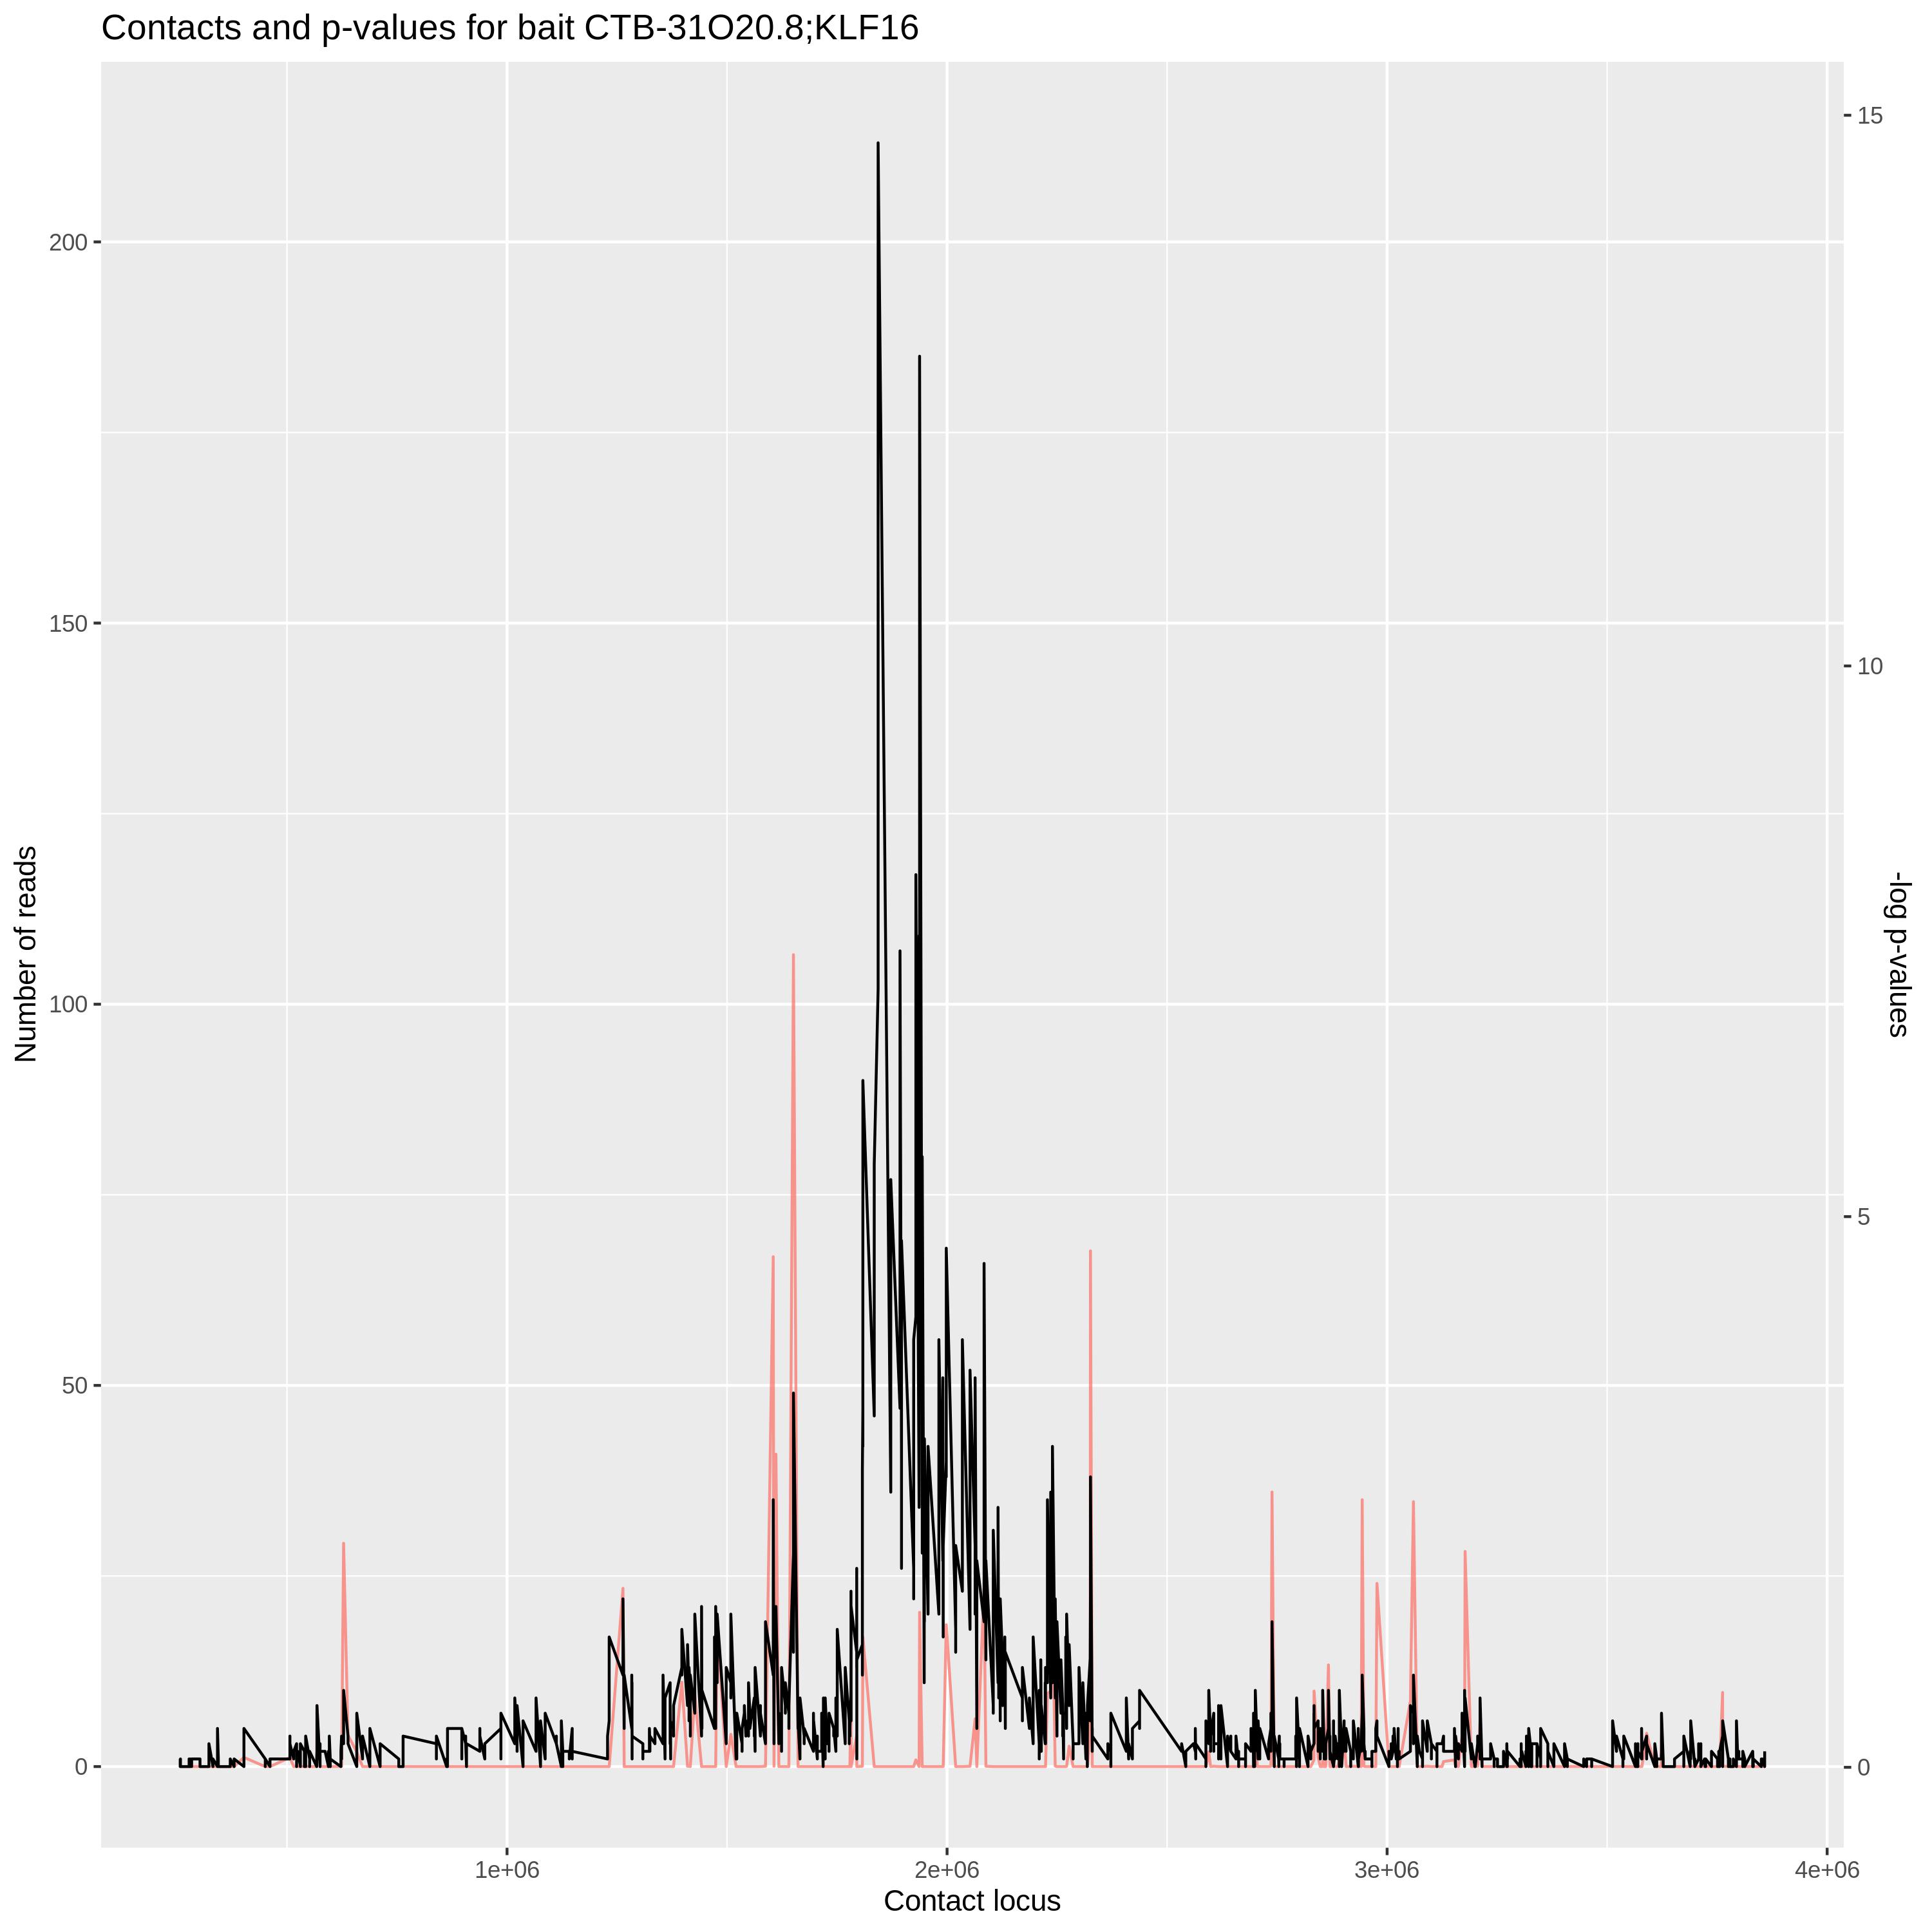 Contacts and p-values for bait CTB-31O20.8;KLF16
15
200
150
10
Number of reads
-log p-values
100
5
50
0
0
1e+06
2e+06
3e+06
4e+06
Contact locus